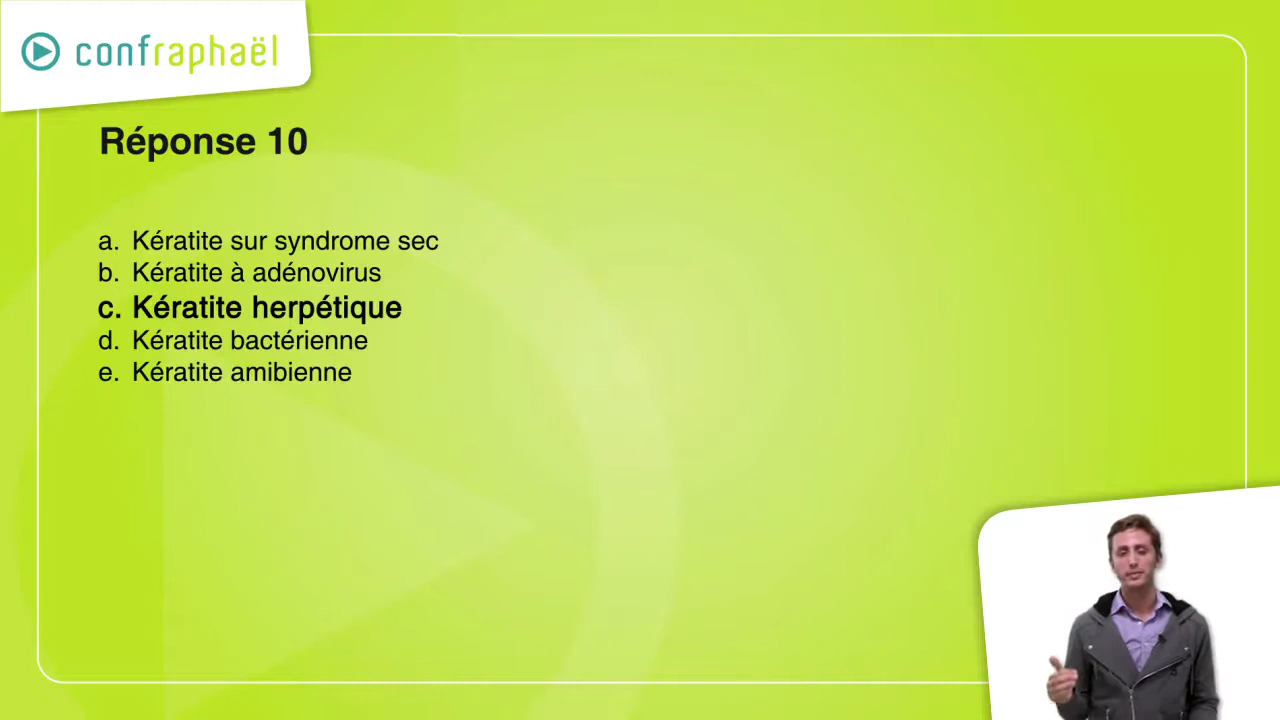 confraphaël
Réponse 10
a. Kératite sur syndrome sec
b. Kératite à adénovirus
c. Kératite herpétique
d. Kératite bactérienne
e. Kératite amibienne